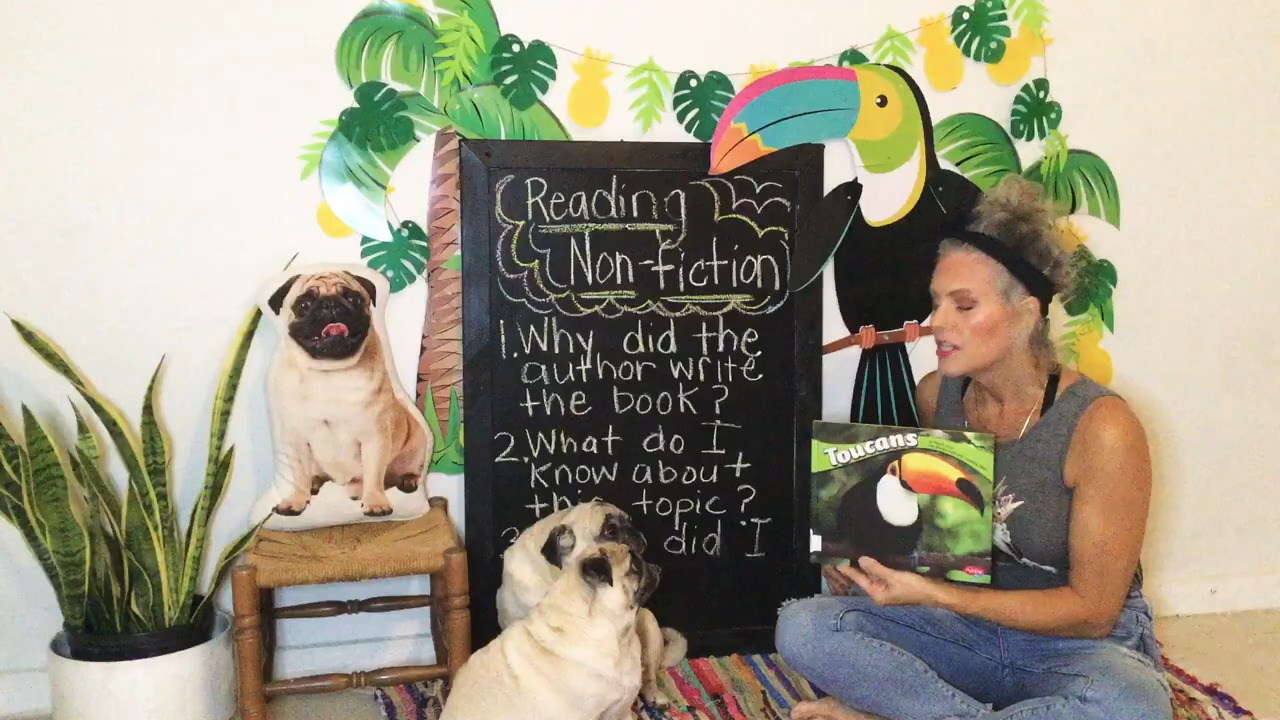 Reading
Non-fiction
1. Why did the
author write
the book?
2. What do I
know about
this topic?
did I
Toucans